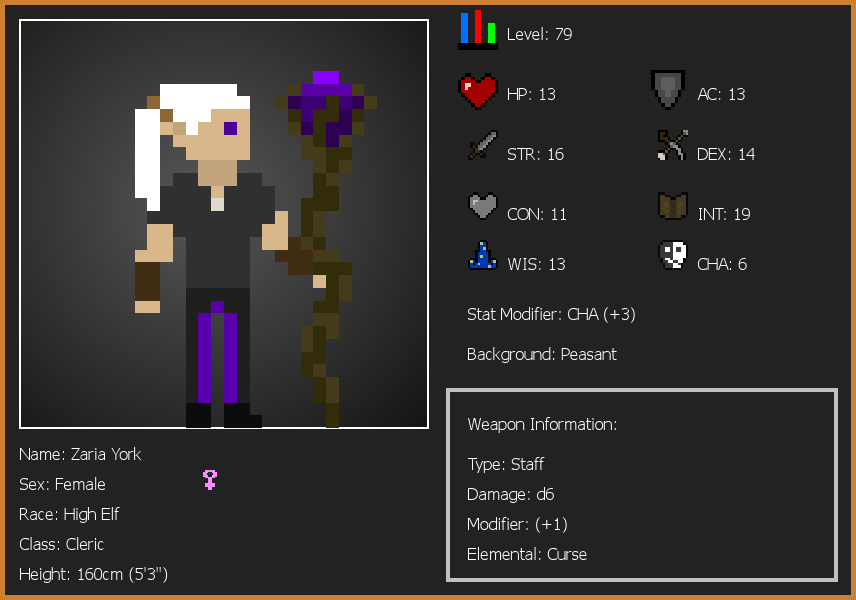 Level: 79
HP: 13
AC: 13
STR: 16
DEX: 14
CON: 11
INT: 19
WIS: 13
CHA: 6
Stat Modifier: CHA (+3)
Background: Peasant
Weapon Information:
Type: Staff
Damage: d6
Modifier: (+1)
Elemental: Curse
Name: Zaria York
Sex: Female
Race: High Elf
Class: Cleric
Height: 160cm (5'3")